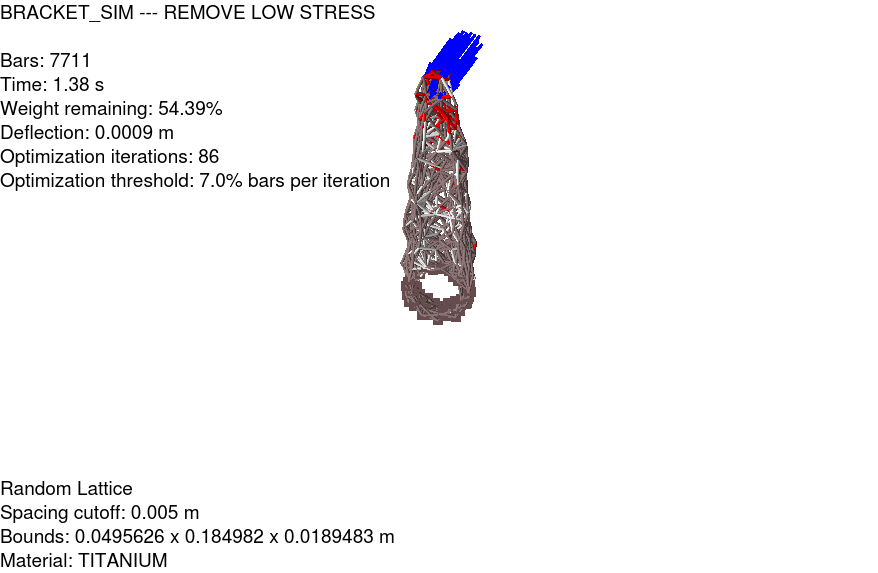 BRACKET_SIM --- REMOVE LOW STRESS
Bars: 7711
Time: 1.38 s
Weight remaining: 54.39%
Deflection: 0.0009 m
Optimization iterations: 86
Optimization threshold: 7.0% bars per iteration
Random Lattice
Spacing cutoff: 0.005 m
Bounds: 0.0495626 x 0.184982 x 0.0189483 m
Material: TITANIUM